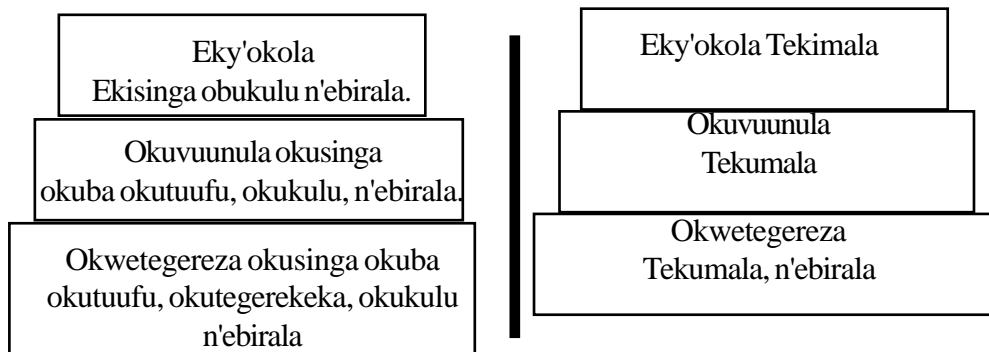 Eky'okola
Ekisinga obukulu n'ebirala.
Okuvuunula okusinga
okuba okutuufu, okukulu, n'ebirala.
Okwetegereza okusinga okuba
okutuufu, okutegerekeka, okukulu
n'ebirala
Eky'okola Tekimala
Okuvuunula
Tekumala
Okwetegereza
Tekumala, n'ebirala